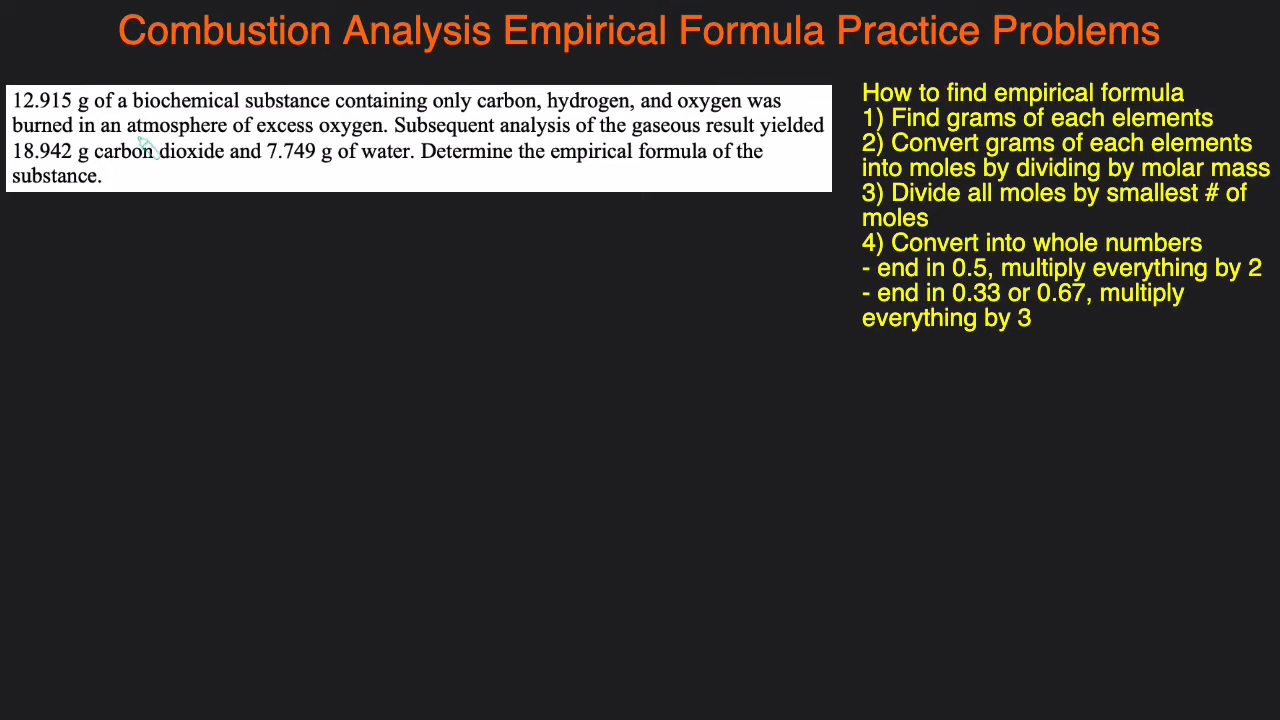 Combustion Analysis Empirical Formula Practice Problems
12.915 g of a biochemical substance containing only carbon, hydrogen, and oxygen was
burned in an atmosphere of excess oxygen. Subsequent analysis of the gaseous result yielded
18.942 g carbon dioxide and 7.749 g of water. Determine the empirical formula of the
substance.
How to find empirical formula
1) Find grams of each elements
2) Convert grams of each elements
into moles by dividing by molar mass
3) Divide all moles by smallest # of
moles
4) Convert into whole numbers
- end in 0.5, multiply everything by 2
- end in 0.33 or 0.67, multiply
everything by 3